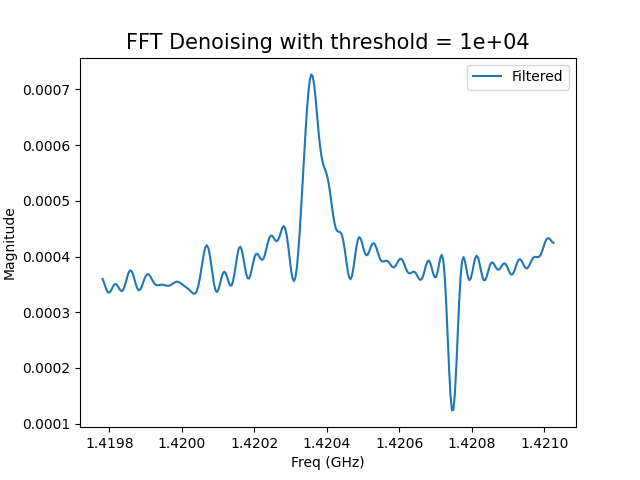 FFT Denoising with threshold = 1e+04
Filtered
Magnitude
0.0007
0.0006
0.0005
0.0004
0.0003
0.0002
0.0001
1.4198 1.4200 1.4202 1.4204 1.4206 1.4208 1.4210
Freq (GHz)